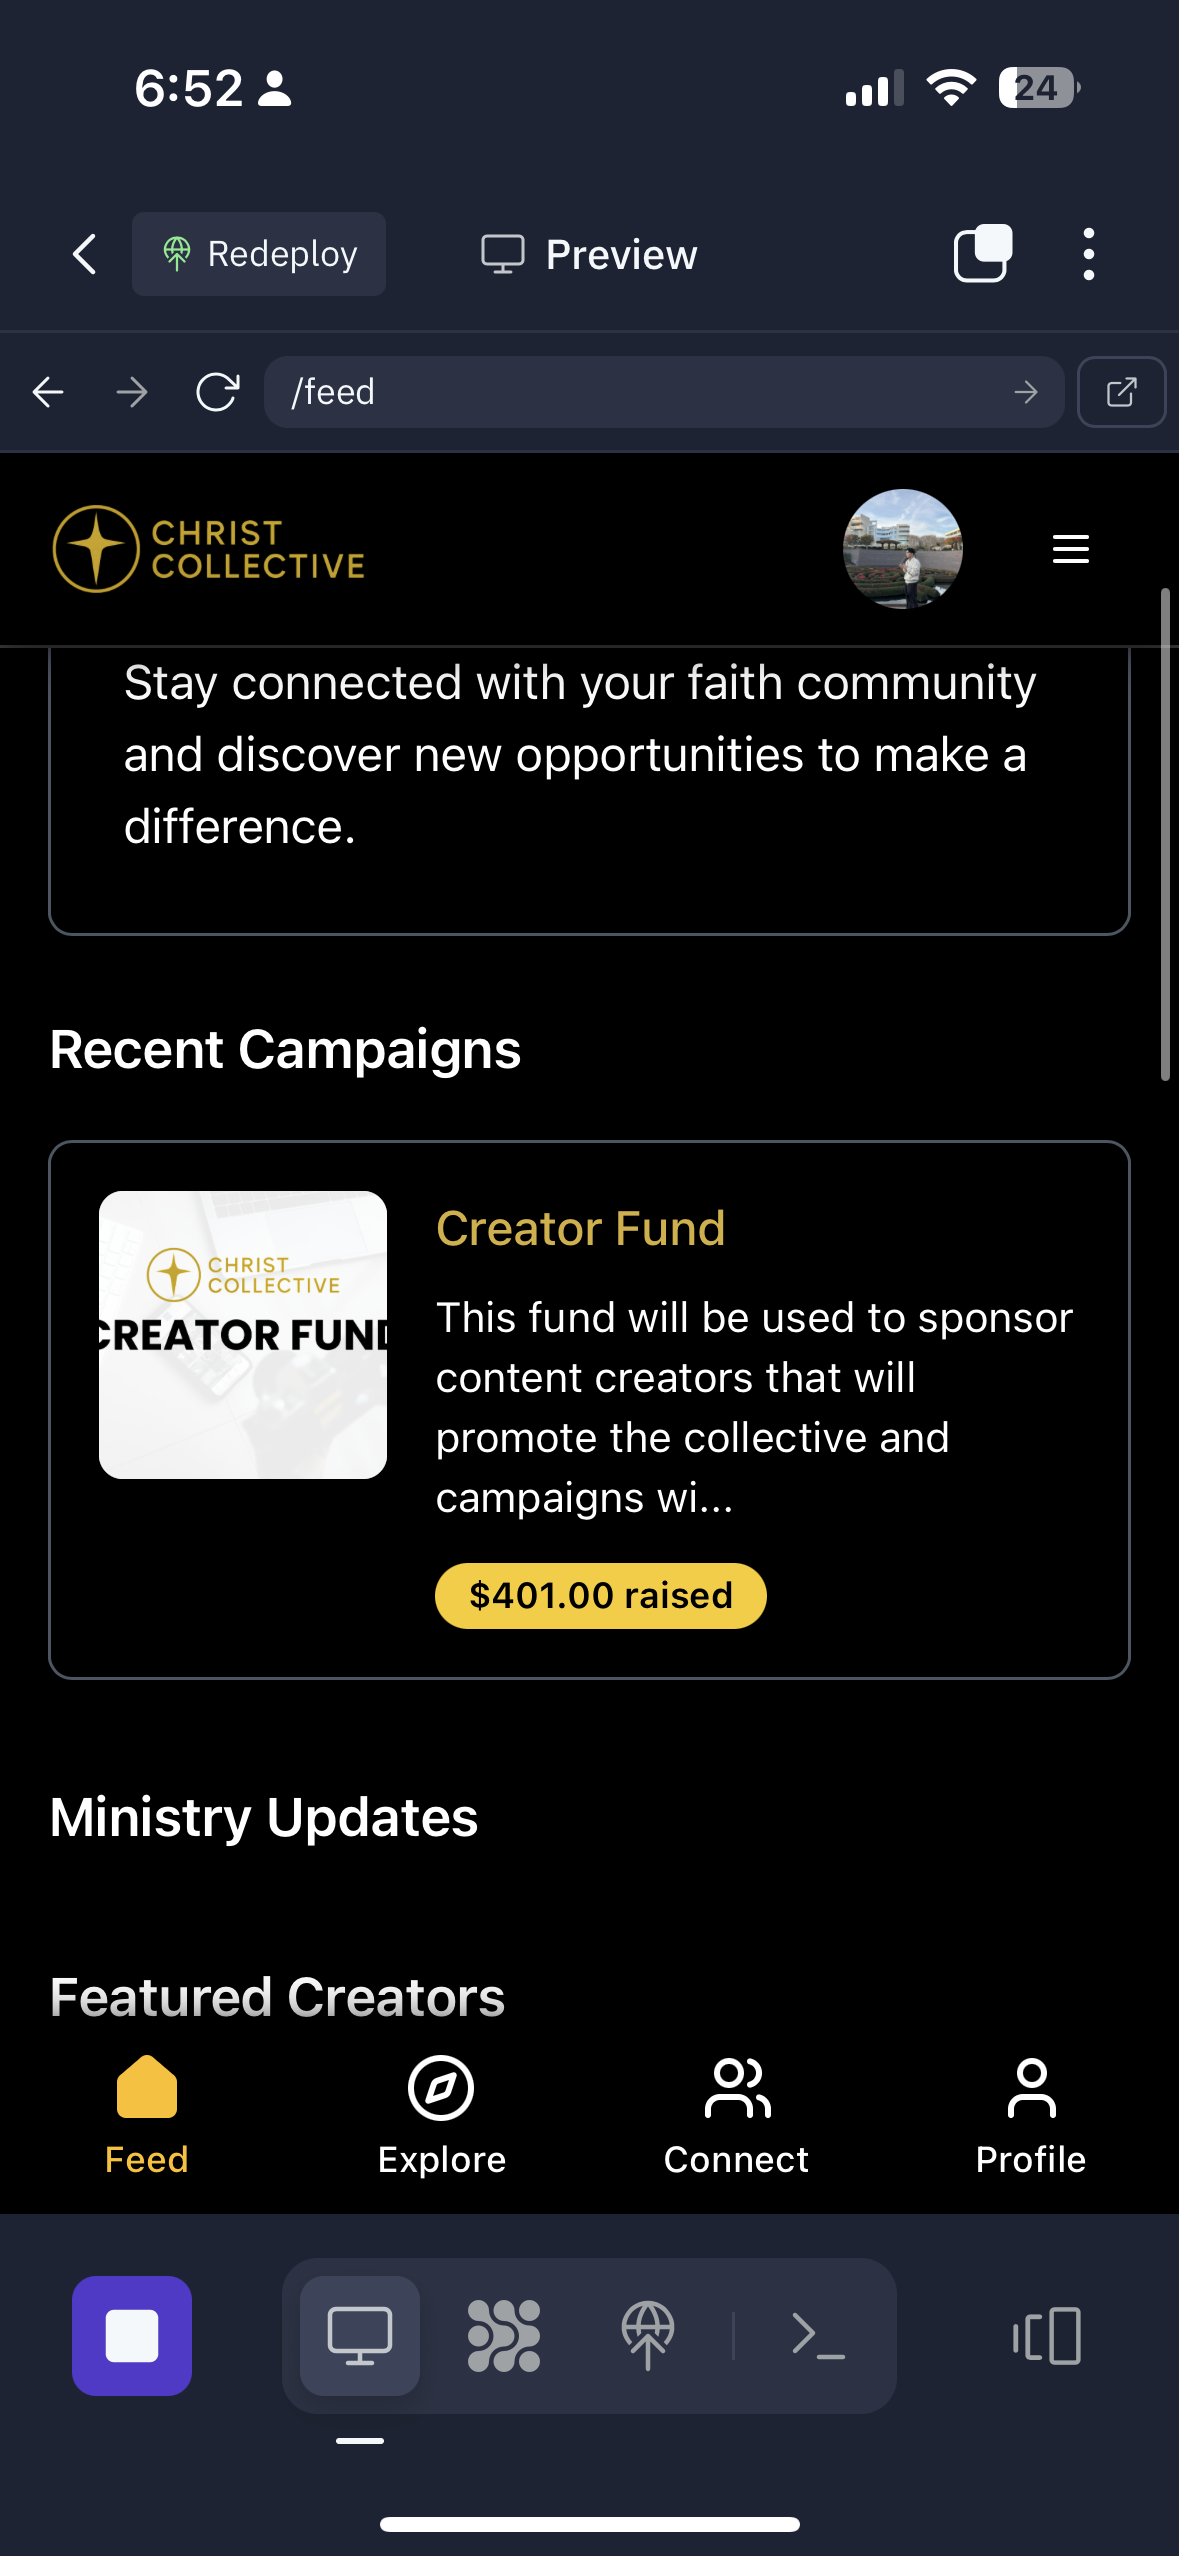 6:52
24
Redeploy
Preview
/feed
CHRIST
COLLECTIVE
Stay connected with your faith community
and discover new opportunities to make a
difference.
Recent Campaigns
CHRIST
COLLECTIVE
CREATOR FUND
Creator Fund
This fund will be used to sponsor
content creators that will
promote the collective and
campaigns wi...
$401.00 raised
Ministry Updates
Featured Creators
Feed
Explore
Connect
Profile